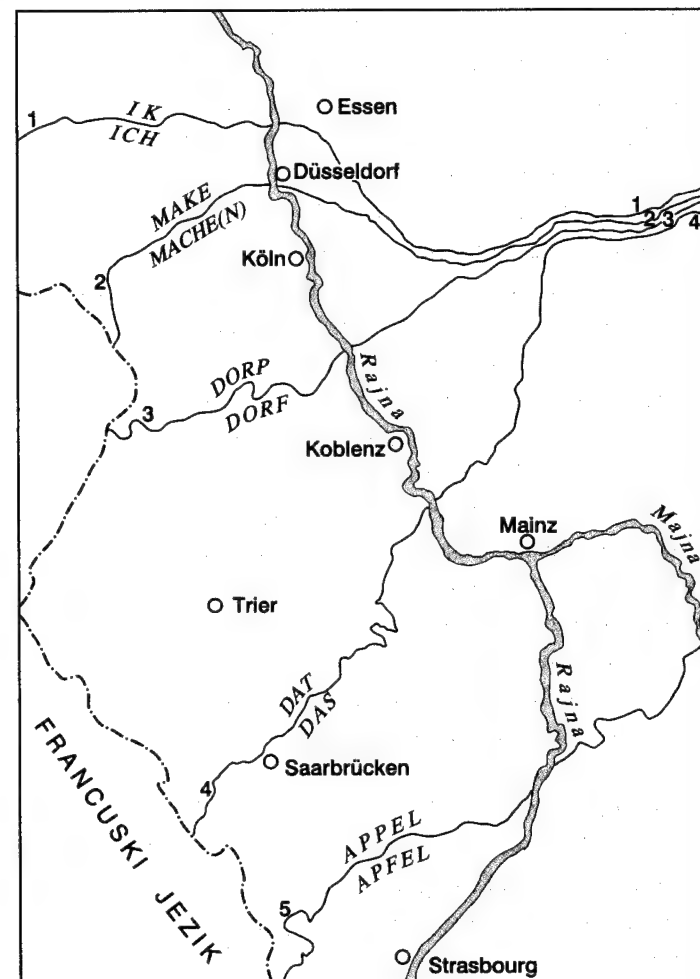 1
IK
ICH
Essen
Düsseldorf
MAKE
MACHE(N)
1
2 3 4
2
Köln
Rajna
DORP
DORF
3
Koblenz
Mainz
Majna
Trier
Rajna
DAT
DAS
Saarbrücken
4
FRANCUSKI JEZIK
APPEL
APFEL
5
Strasbourg